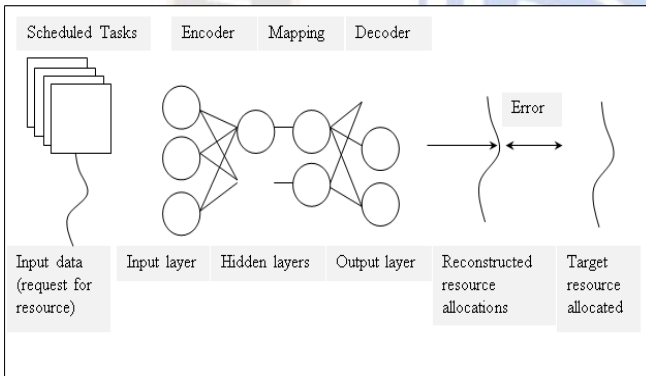 Scheduled Tasks
Encoder
Mapping
Decoder
Error
Input data
(request for
resource)
Input layer
Hidden layers
Output layer
Reconstructed
resource
allocations
Target
resource
allocated